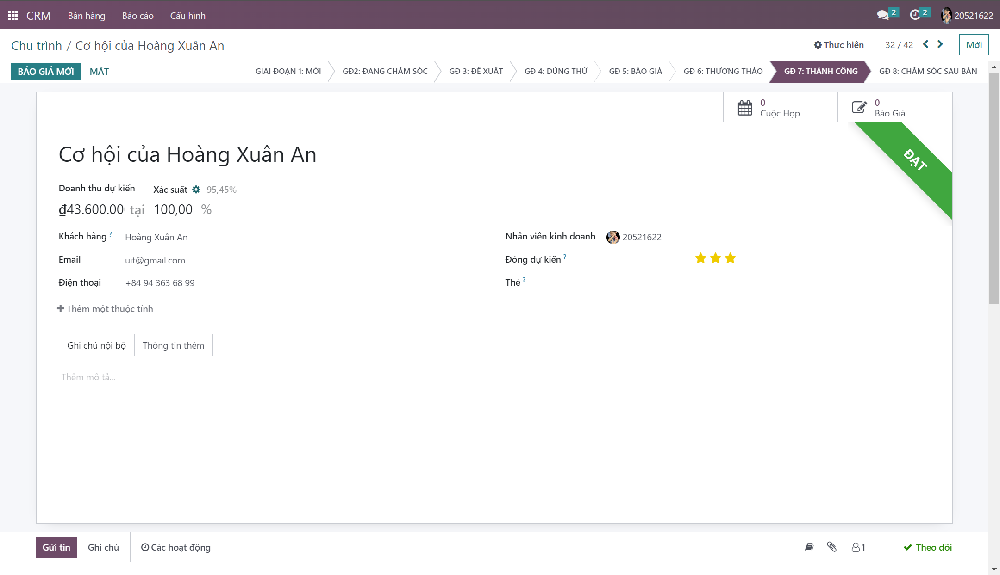 CRM Bán hàng Báo cáo Cấu hình 2 2 20521622
Chu trình / Cơ hội của Hoàng Xuân An Thực hiện 32 / 42 Mới
BÁO GIÁ MỚI MẤT GIAI ĐOẠN 1: MỚI GĐ2: ĐANG CHĂM SÓC GĐ 3: ĐỀ XUẤT GĐ 4: DÙNG THỬ GĐ 5: BÁO GIÁ GĐ 6: THƯƠNG THẢO GĐ 7: THÀNH CÔNG GĐ 8: CHĂM SÓC SAU BÁN
0
Cuộc Họp
0
Báo Giá
ĐẠT
Cơ hội của Hoàng Xuân An
Doanh thu dự kiến Xác suất 95,45%
₫43.600.000 tại 100,00 %
Khách hàng ? Hoàng Xuân An
Email uit@gmail.com
Điện thoại +84 94 363 68 99
Nhân viên kinh doanh 20521622
Đóng dự kiến ?
Thẻ ?
Thêm một thuộc tính
Ghi chú nội bộ Thông tin thêm
Thêm mô tả...
Gửi tin Ghi chú Các hoạt động 1 Theo dõi